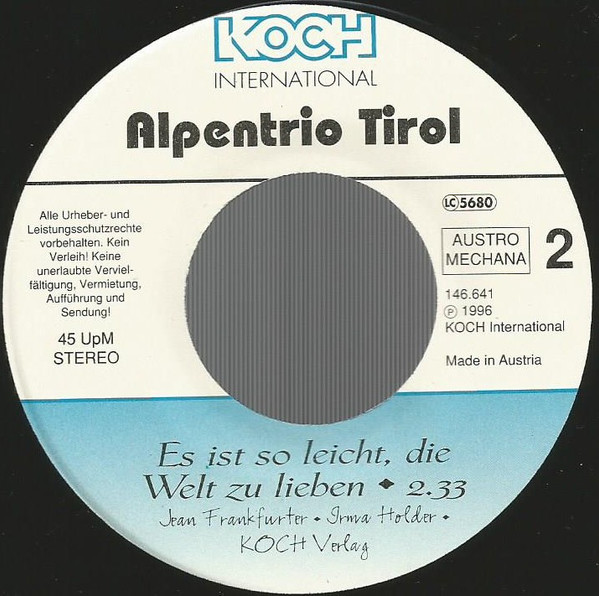 KOCH
INTERNATIONAL
Alpentrio Tirol
Alle Urheber- und
Leistungsschutzrechte
vorbehalten. Kein
Verleih! Keine
unerlaubte Verviel-
fältigung, Vermietung,
Aufführung und
Sendung!
45 UpM
STEREO
LC 5680
AUSTRO
MECHANA
2
146.641
℗ 1996
KOCH International
Made in Austria
Es ist so leicht, die
Welt zu lieben ◆ 2.33
Jean Frankfurter • Irma Holder •
KOCH Verlag